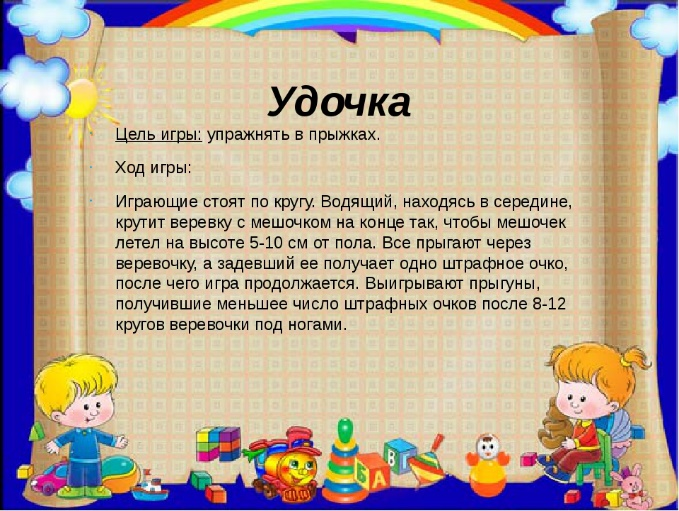 Удочка
Цель игры: упражнять в прыжках.
Ход игры:
Играющие стоят по кругу. Водящий, находясь в середине,
крутит веревку с мешочком на конце так, чтобы мешочек
летел на высоте 5-10 см от пола. Все прыгают через
веревочку, а задевший ее получает одно штрафное очко,
после чего игра продолжается. Выигрывают прыгуны,
получившие меньшее число штрафных очков после 8-12
кругов веревочки под ногами.
А Б В